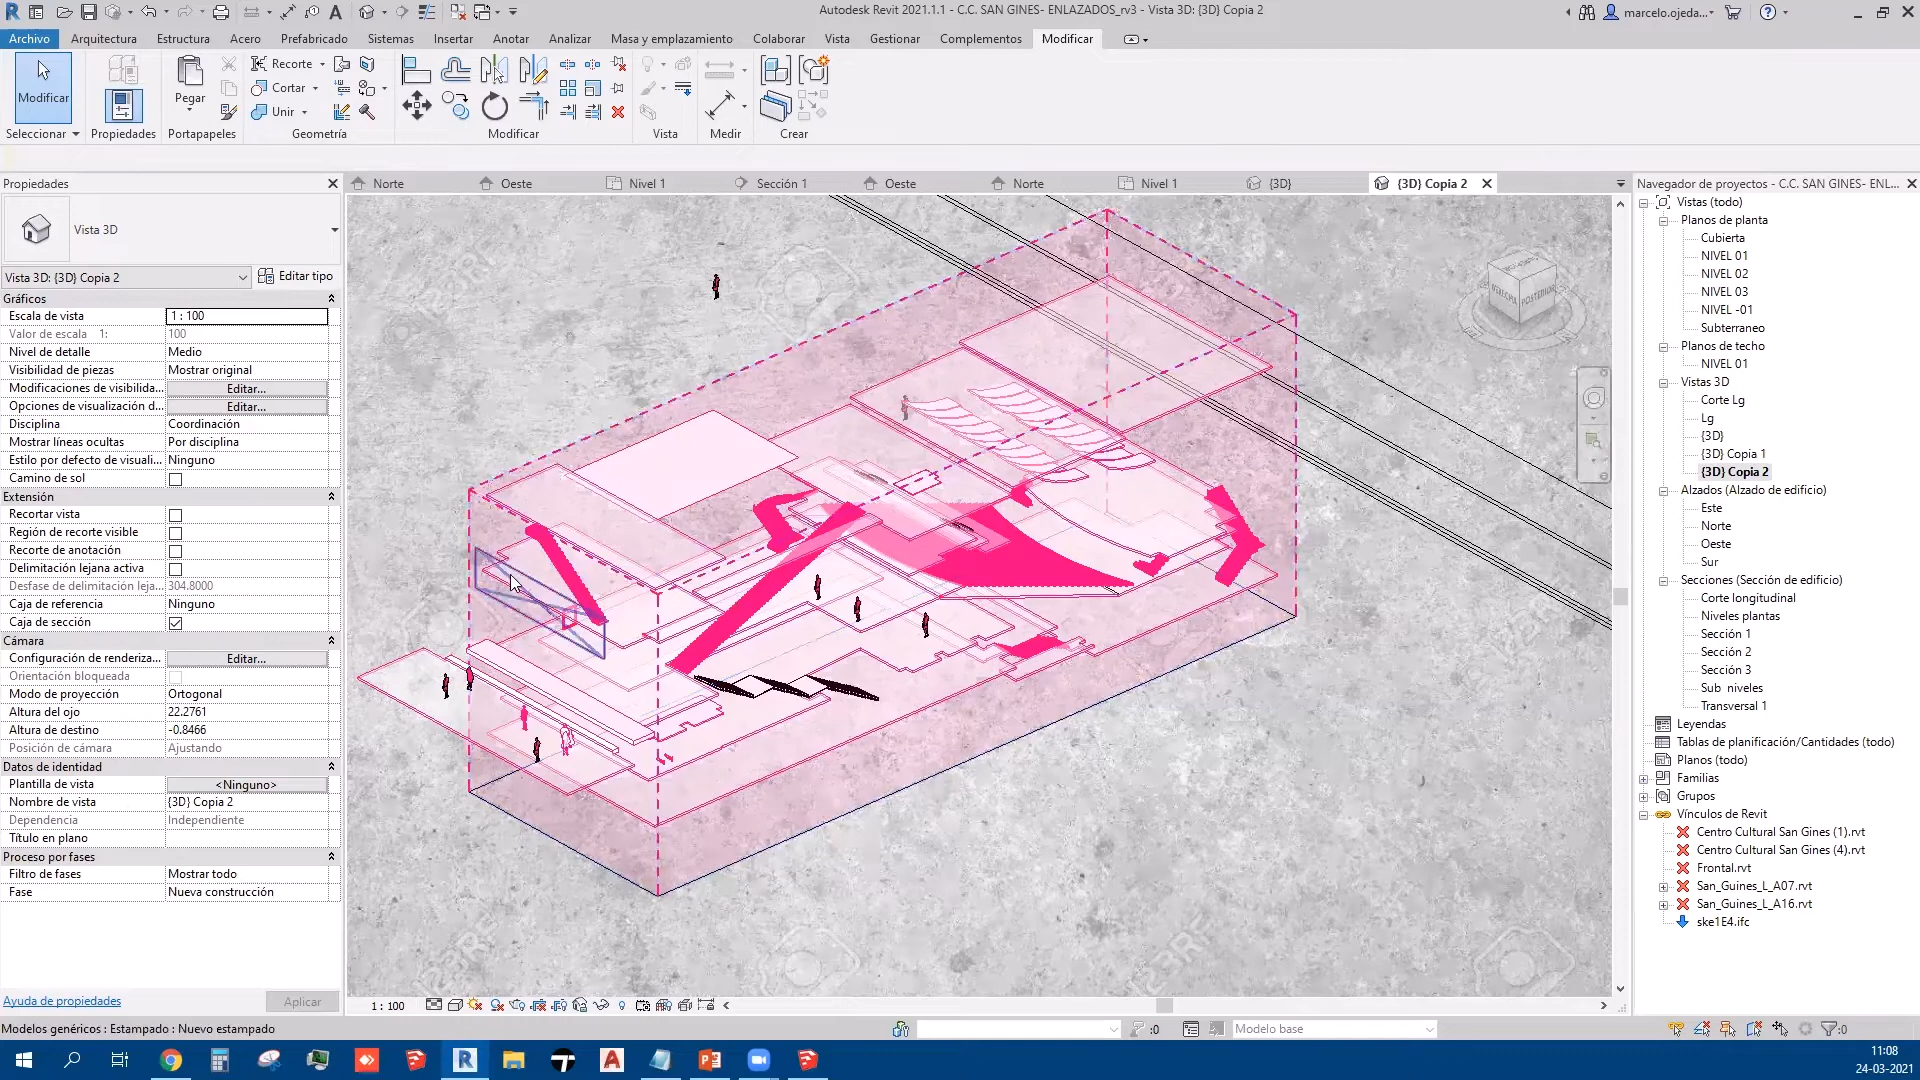 Autodesk Revit 2021.1.1 - C.C. SAN GINES- ENLAZADOS_rv3 - Vista 3D: {3D} Copia 2
marcelo.ojeda...
Archivo
Arquitectura
Estructura
Acero
Prefabricado
Sistemas
Insertar
Anotar
Analizar
Masa y emplazamiento
Colaborar
Vista
Gestionar
Complementos
Modificar
Modificar
Pegar
Recorte
Cortar
Unir
Seleccionar
Propiedades
Portapapeles
Geometría
Modificar
Vista
Medir
Crear
Propiedades
Norte
Oeste
Nivel 1
Sección 1
Oeste
Norte
Nivel 1
{3D}
{3D} Copia 2
Navegador de proyectos - C.C. SAN GINES- ENL...
Vista 3D
Vista 3D: {3D} Copia 2
Editar tipo
Gráficos
Escala de vista 1 : 100
Valor de escala 1: 100
Nivel de detalle Medio
Visibilidad de piezas Mostrar original
Modificaciones de visibilida... Editar...
Opciones de visualización d... Editar...
Disciplina Coordinación
Mostrar líneas ocultas Por disciplina
Estilo por defecto de visuali... Ninguno
Camino de sol
Extensión
Recortar vista
Región de recorte visible
Recorte de anotación
Delimitación lejana activa
Desfase de delimitación leja... 304.8000
Caja de referencia Ninguno
Caja de sección
Cámara
Configuración de renderiza... Editar...
Orientación bloqueada
Modo de proyección Ortogonal
Altura del ojo 22.2761
Altura de destino -0.8466
Posición de cámara Ajustando
Datos de identidad
Plantilla de vista <Ninguno>
Nombre de vista {3D} Copia 2
Dependencia Independiente
Título en plano
Proceso por fases
Filtro de fases Mostrar todo
Fase Nueva construcción
Ayuda de propiedades
Aplicar
POSTERIOR
Vistas (todo)
Planos de planta
Cubierta
NIVEL 01
NIVEL 02
NIVEL 03
NIVEL -01
Subterraneo
Planos de techo
NIVEL 01
Vistas 3D
Corte Lg
Lg
{3D}
{3D} Copia 1
{3D} Copia 2
Alzados (Alzado de edificio)
Este
Norte
Oeste
Sur
Secciones (Sección de edificio)
Corte longitudinal
Niveles plantas
Sección 1
Sección 2
Sección 3
Sub niveles
Transversal 1
Leyendas
Tablas de planificación/Cantidades (todo)
Planos (todo)
Familias
Grupos
Vínculos de Revit
Centro Cultural San Gines (1).rvt
Centro Cultural San Gines (4).rvt
Frontal.rvt
San_Guines_L_A07.rvt
San_Guines_L_A16.rvt
ske1E4.ifc
1 : 100
Modelos genéricos : Estampado : Nuevo estampado
:0
Modelo base
:0
11:08
24-03-2021